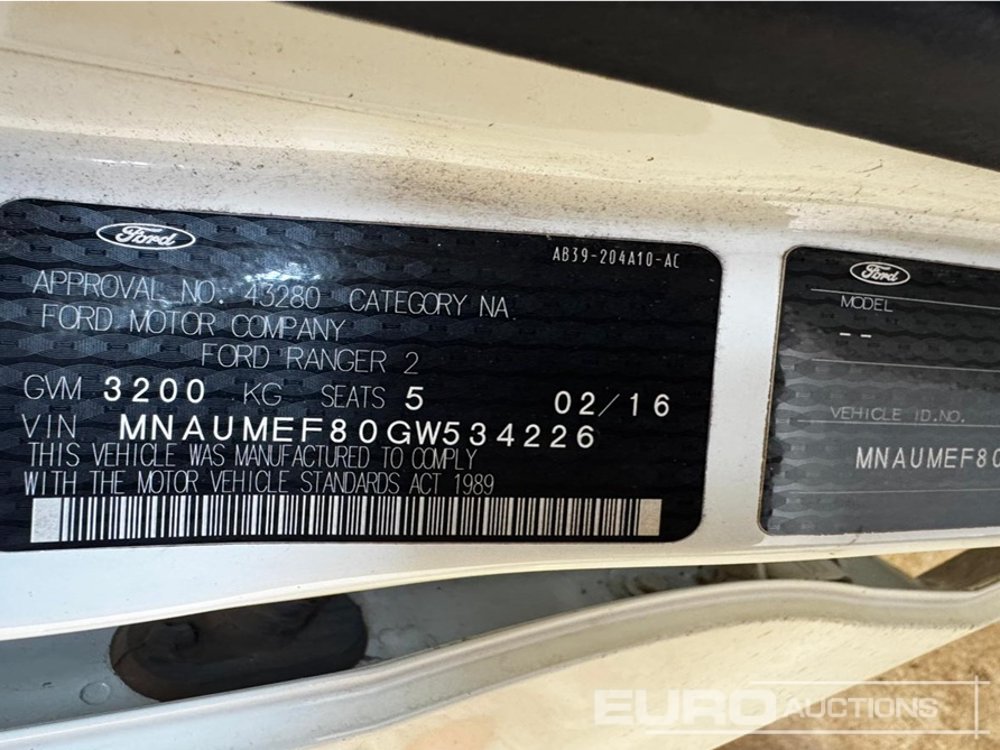 Ford
AB39-204A10-AC
APPROVAL NO. 43280 CATEGORY NA
FORD MOTOR COMPANY
FORD RANGER 2
GVM 3200 KG SEATS 5 02/16
VIN MNAUMEF80GW534226
THIS VEHICLE WAS MANUFACTURED TO COMPLY
WITH THE MOTOR VEHICLE STANDARDS ACT 1989
Ford
MODEL
--
VEHICLE ID.NO.
MNAUMEF80
EURO AUCTIONS